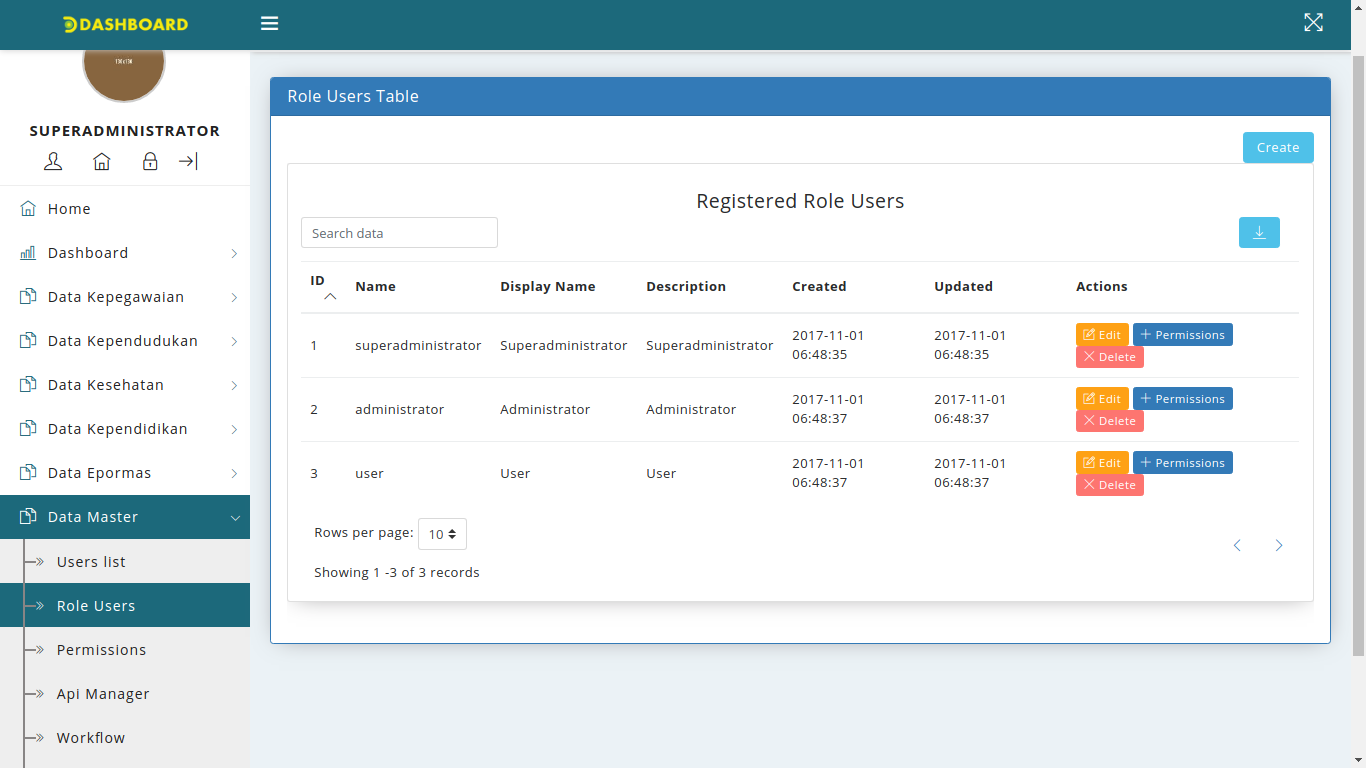 DASHBOARD
SUPERADMINISTRATOR
Home
Dashboard
Data Kepegawaian
Data Kependudukan
Data Kesehatan
Data Kependidikan
Data Epormas
Data Master
Users list
Role Users
Permissions
Api Manager
Workflow
Role Users Table
Create
Registered Role Users
Search data
ID Name Display Name Description Created Updated Actions
1 superadministrator Superadministrator Superadministrator 2017-11-01 06:48:35 2017-11-01 06:48:35 Edit Permissions Delete
2 administrator Administrator Administrator 2017-11-01 06:48:37 2017-11-01 06:48:37 Edit Permissions Delete
3 user User User 2017-11-01 06:48:37 2017-11-01 06:48:37 Edit Permissions Delete
Rows per page: 10
Showing 1 -3 of 3 records